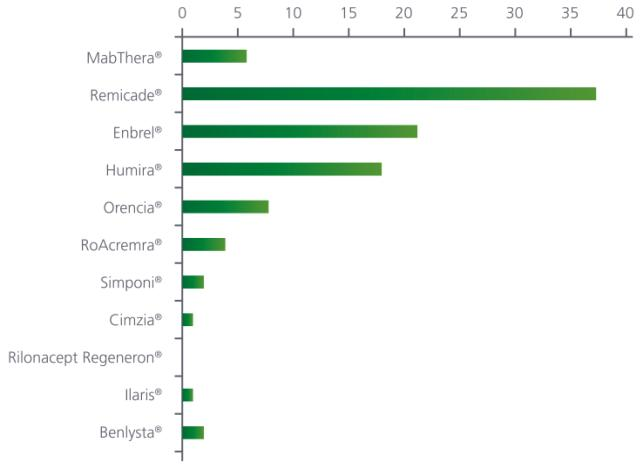 0 5 10 15 20 25 30 35 40
MabThera®
Remicade®
Enbrel®
Humira®
Orencia®
RoAcremra®
Simponi®
Cimzia®
Rilonacept Regeneron®
Ilaris®
Benlysta®